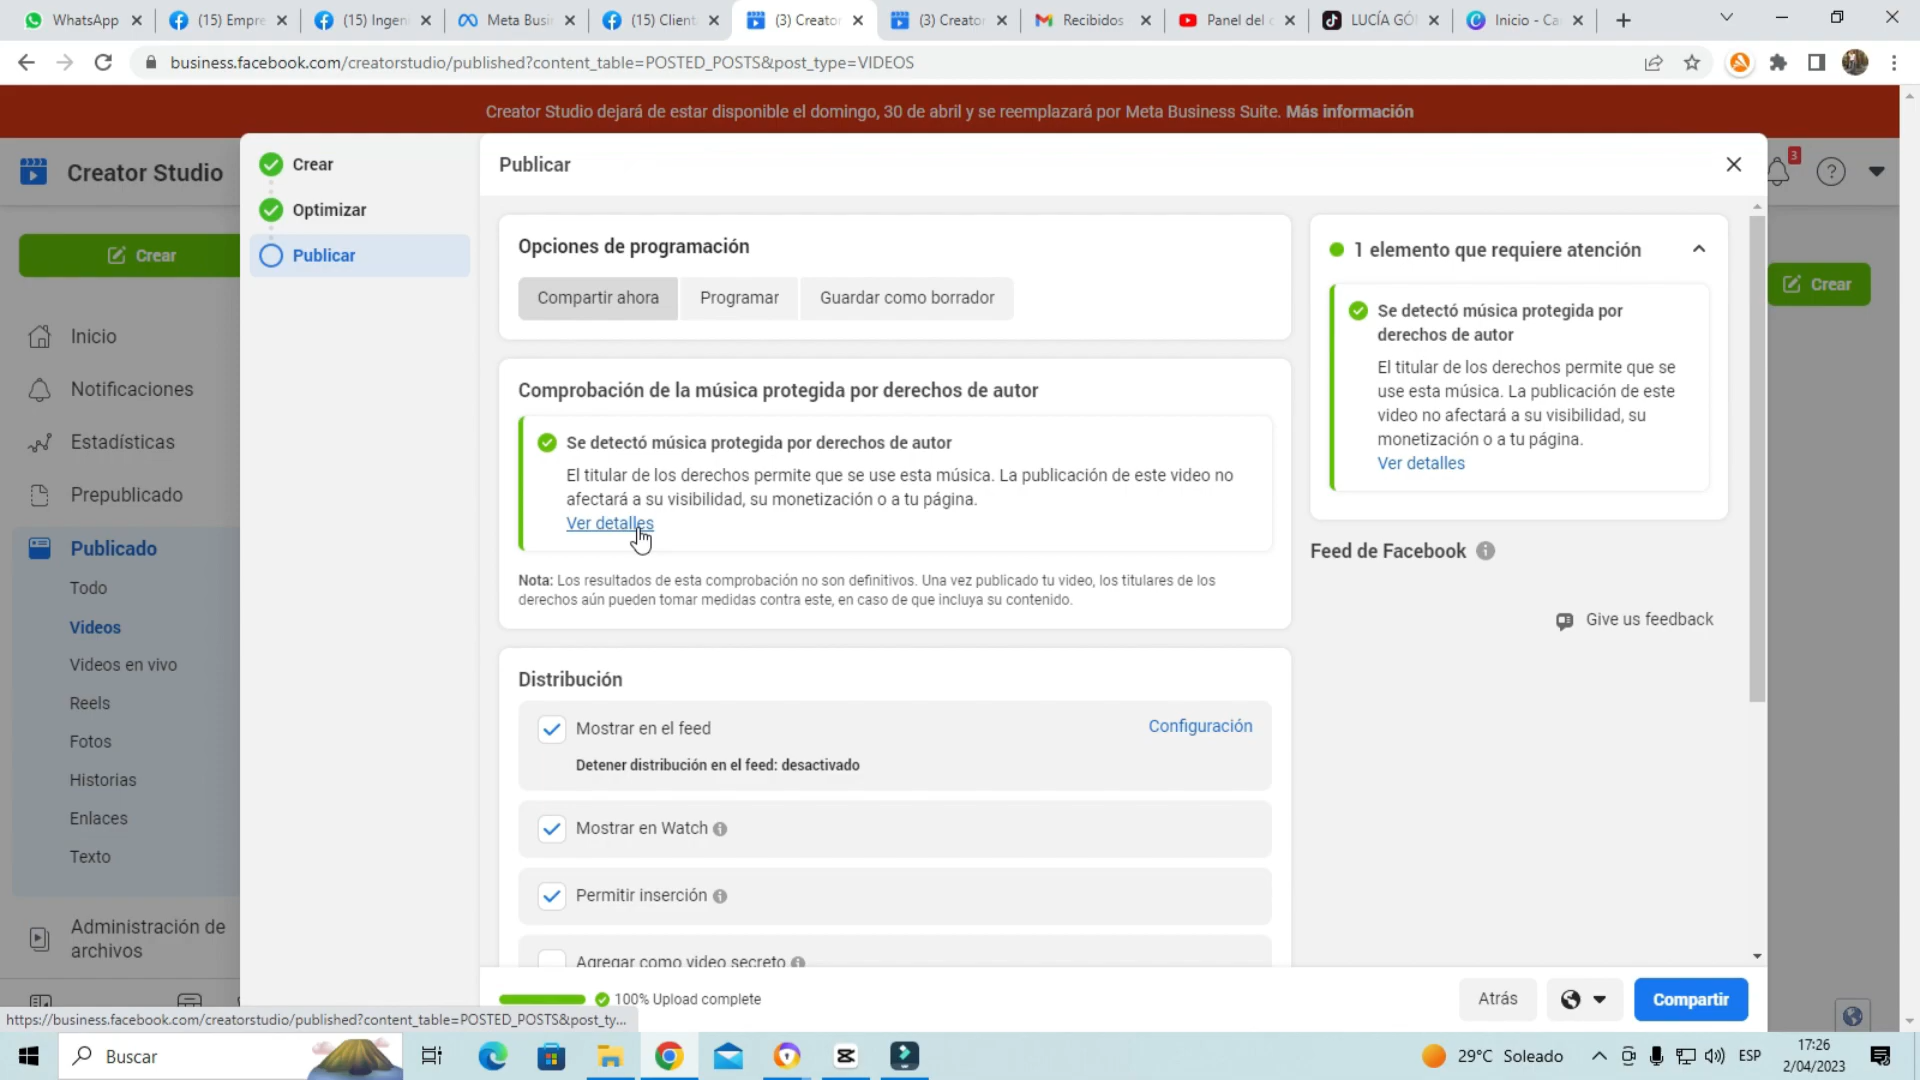 WhatsApp
(15) Empre
(15) Ingeni
Meta Busin
(15) Client
(3) Creator
(3) Creator
Recibidos
Panel del c
LUCÍA GÓ
Inicio - Ca
business.facebook.com/creatorstudio/published?content_table=POSTED_POSTS&post_type=VIDEOS
Creator Studio dejará de estar disponible el domingo, 30 de abril y se reemplazará por Meta Business Suite. Más información
Creator Studio
3
Crear
Inicio
Notificaciones
Estadísticas
Prepublicado
Publicado
Todo
Videos
Videos en vivo
Reels
Fotos
Historias
Enlaces
Texto
Administración de
archivos
Crear
Optimizar
Publicar
Publicar
Opciones de programación
Compartir ahora
Programar
Guardar como borrador
Comprobación de la música protegida por derechos de autor
Se detectó música protegida por derechos de autor
El titular de los derechos permite que se use esta música. La publicación de este video no
afectará a su visibilidad, su monetización o a tu página.
Ver detalles
Nota: Los resultados de esta comprobación no son definitivos. Una vez publicado tu video, los titulares de los
derechos aún pueden tomar medidas contra este, en caso de que incluya su contenido.
Distribución
Mostrar en el feed
Configuración
Detener distribución en el feed: desactivado
Mostrar en Watch
Permitir inserción
Agregar como video secreto
1 elemento que requiere atención
Se detectó música protegida por
derechos de autor
El titular de los derechos permite que se
use esta música. La publicación de este
video no afectará a su visibilidad, su
monetización o a tu página.
Ver detalles
Feed de Facebook
Give us feedback
Crear
100% Upload complete
Atrás
Compartir
https://business.facebook.com/creatorstudio/published?content_table=POSTED_POSTS&post_ty...
Buscar
29°C Soleado
ESP
17:26
2/04/2023